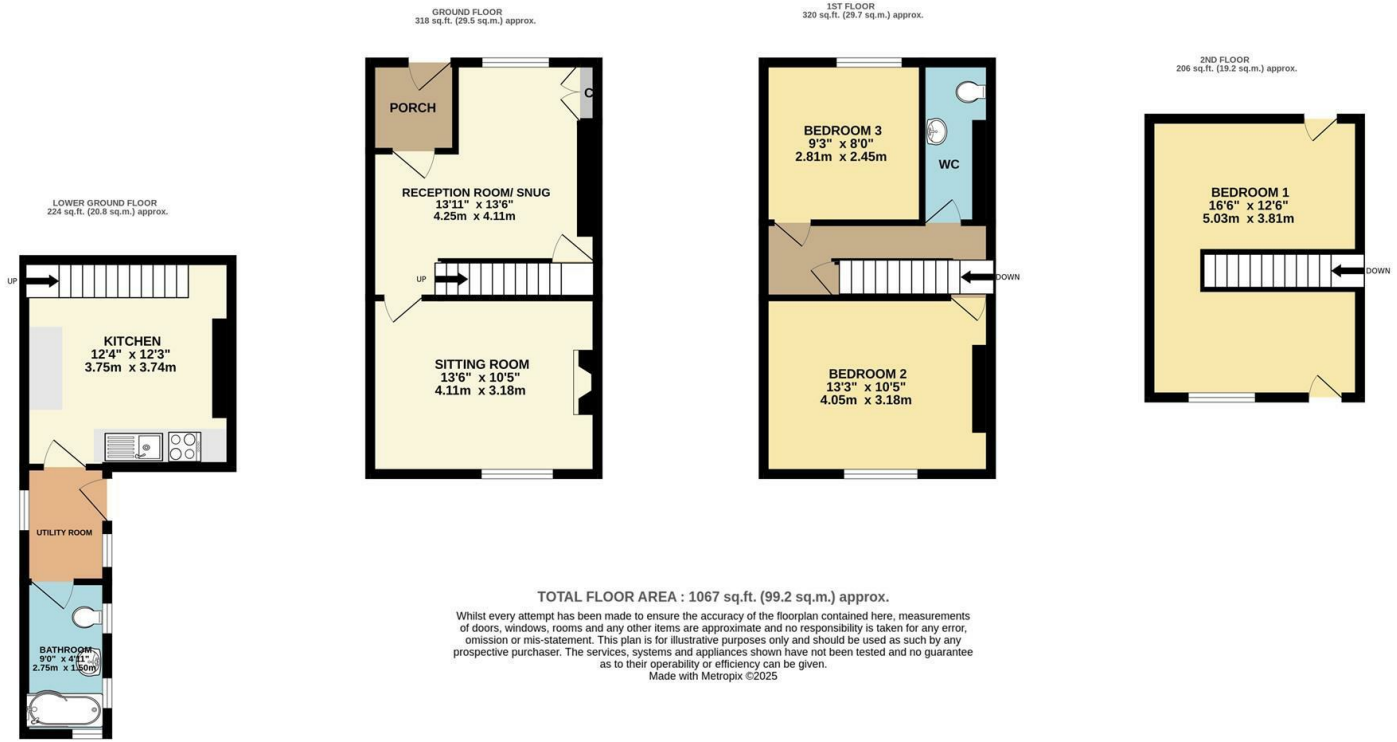 LOWER GROUND FLOOR
224 sq.ft. (20.8 sq.m.) approx.
UP
KITCHEN
12'4" x 12'3"
3.75m x 3.74m
UTILITY ROOM
BATHROOM
9'0" x 4'11"
2.75m x 1.50m
GROUND FLOOR
318 sq.ft. (29.5 sq.m.) approx.
PORCH
C
RECEPTION ROOM/ SNUG
13'11" x 13'6"
4.25m x 4.11m
UP
SITTING ROOM
13'6" x 10'5"
4.11m x 3.18m
1ST FLOOR
320 sq.ft. (29.7 sq.m.) approx.
BEDROOM 3
9'3" x 8'0"
2.81m x 2.45m
WC
DOWN
BEDROOM 2
13'3" x 10'5"
4.05m x 3.18m
2ND FLOOR
206 sq.ft. (19.2 sq.m.) approx.
BEDROOM 1
16'6" x 12'6"
5.03m x 3.81m
DOWN
TOTAL FLOOR AREA : 1067 sq.ft. (99.2 sq.m.) approx.
Whilst every attempt has been made to ensure the accuracy of the floorplan contained here, measurements
of doors, windows, rooms and any other items are approximate and no responsibility is taken for any error,
omission or mis-statement. This plan is for illustrative purposes only and should be used as such by any
prospective purchaser. The services, systems and appliances shown have not been tested and no guarantee
as to their operability or efficiency can be given.
Made with Metropix ©2025